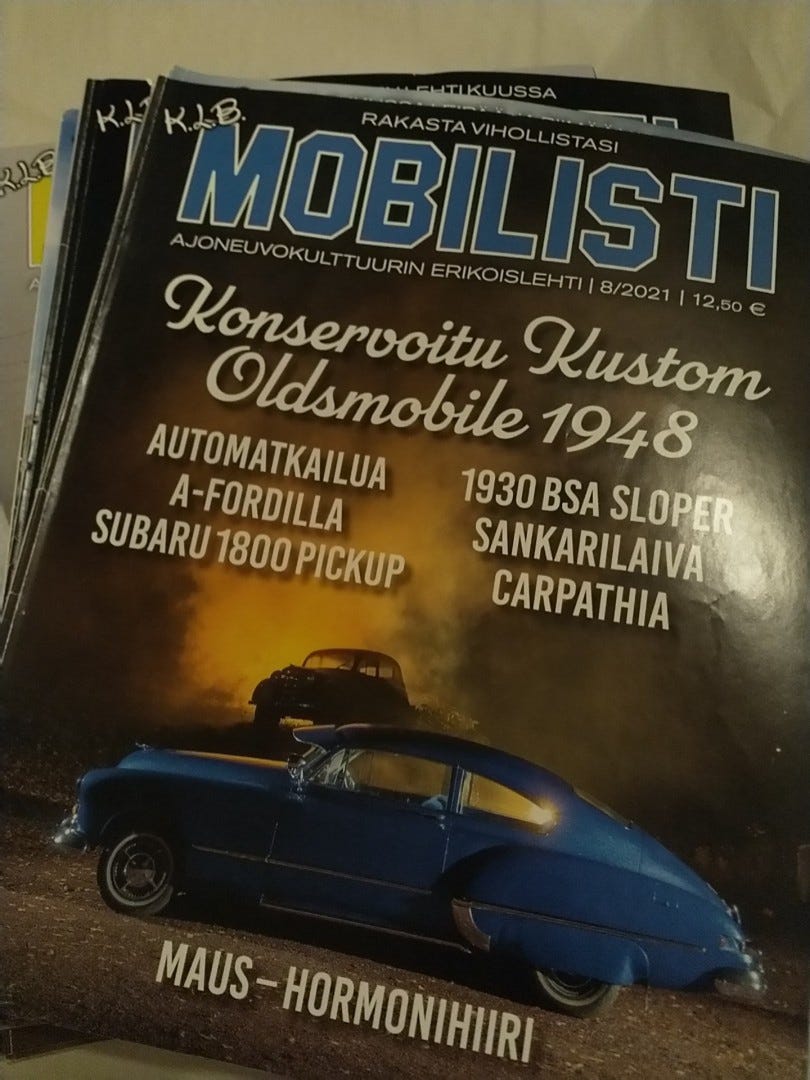 LEHTIKUUSSA
K.L.B.
K.L.B.
K.L.B.
RAKASTA VIHOLLISTASI
MOBILISTI
AJONEUVOKULTTUURIN ERIKOISLEHTI | 8/2021 | 12,50 €
Konservoitu Kustom
Oldsmobile 1948
AUTOMATKAILUA
A-FORDILLA
SUBARU 1800 PICKUP
1930 BSA SLOPER
SANKARILAIVA
CARPATHIA
MAUS – HORMONIHIIRI